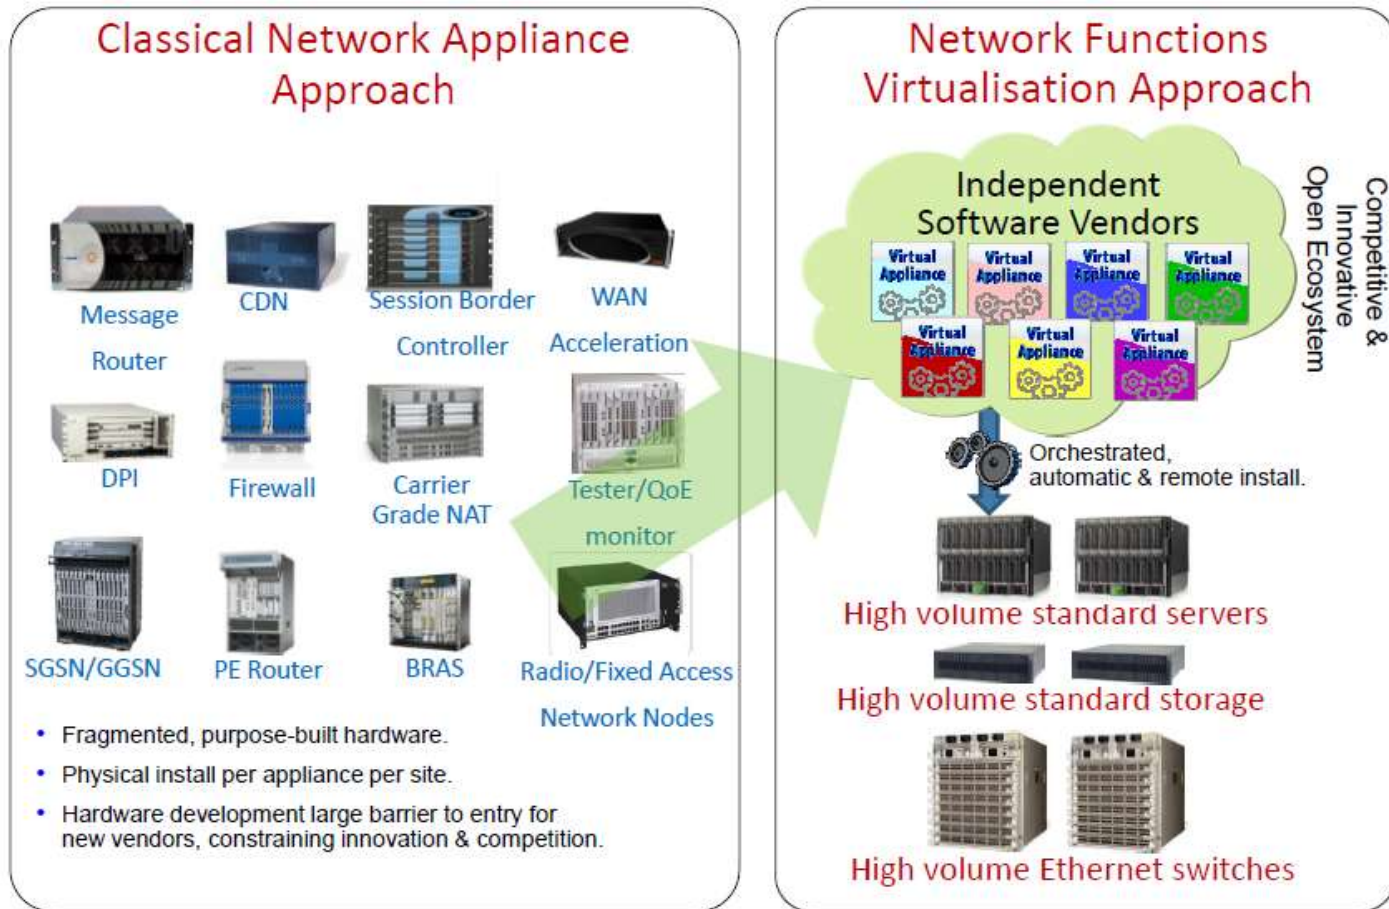 Classical Network Appliance
Approach
Message
Router
CDN
Session Border
Controller
WAN
Acceleration
DPI
Firewall
Carrier
Grade NAT
Tester/QoE
monitor
SGSN/GGSN
PE Router
BRAS
Radio/Fixed Access
Network Nodes
• Fragmented, purpose-built hardware.
• Physical install per appliance per site.
• Hardware development large barrier to entry for
new vendors, constraining innovation & competition.
Network Functions
Virtualisation Approach
Independent
Software Vendors
Virtual
Appliance
Virtual
Appliance
Virtual
Appliance
Virtual
Appliance
Virtual
Appliance
Virtual
Appliance
Virtual
Appliance
Competitive &
Innovative
Open Ecosystem
Orchestrated,
automatic & remote install.
High volume standard servers
High volume standard storage
High volume Ethernet switches